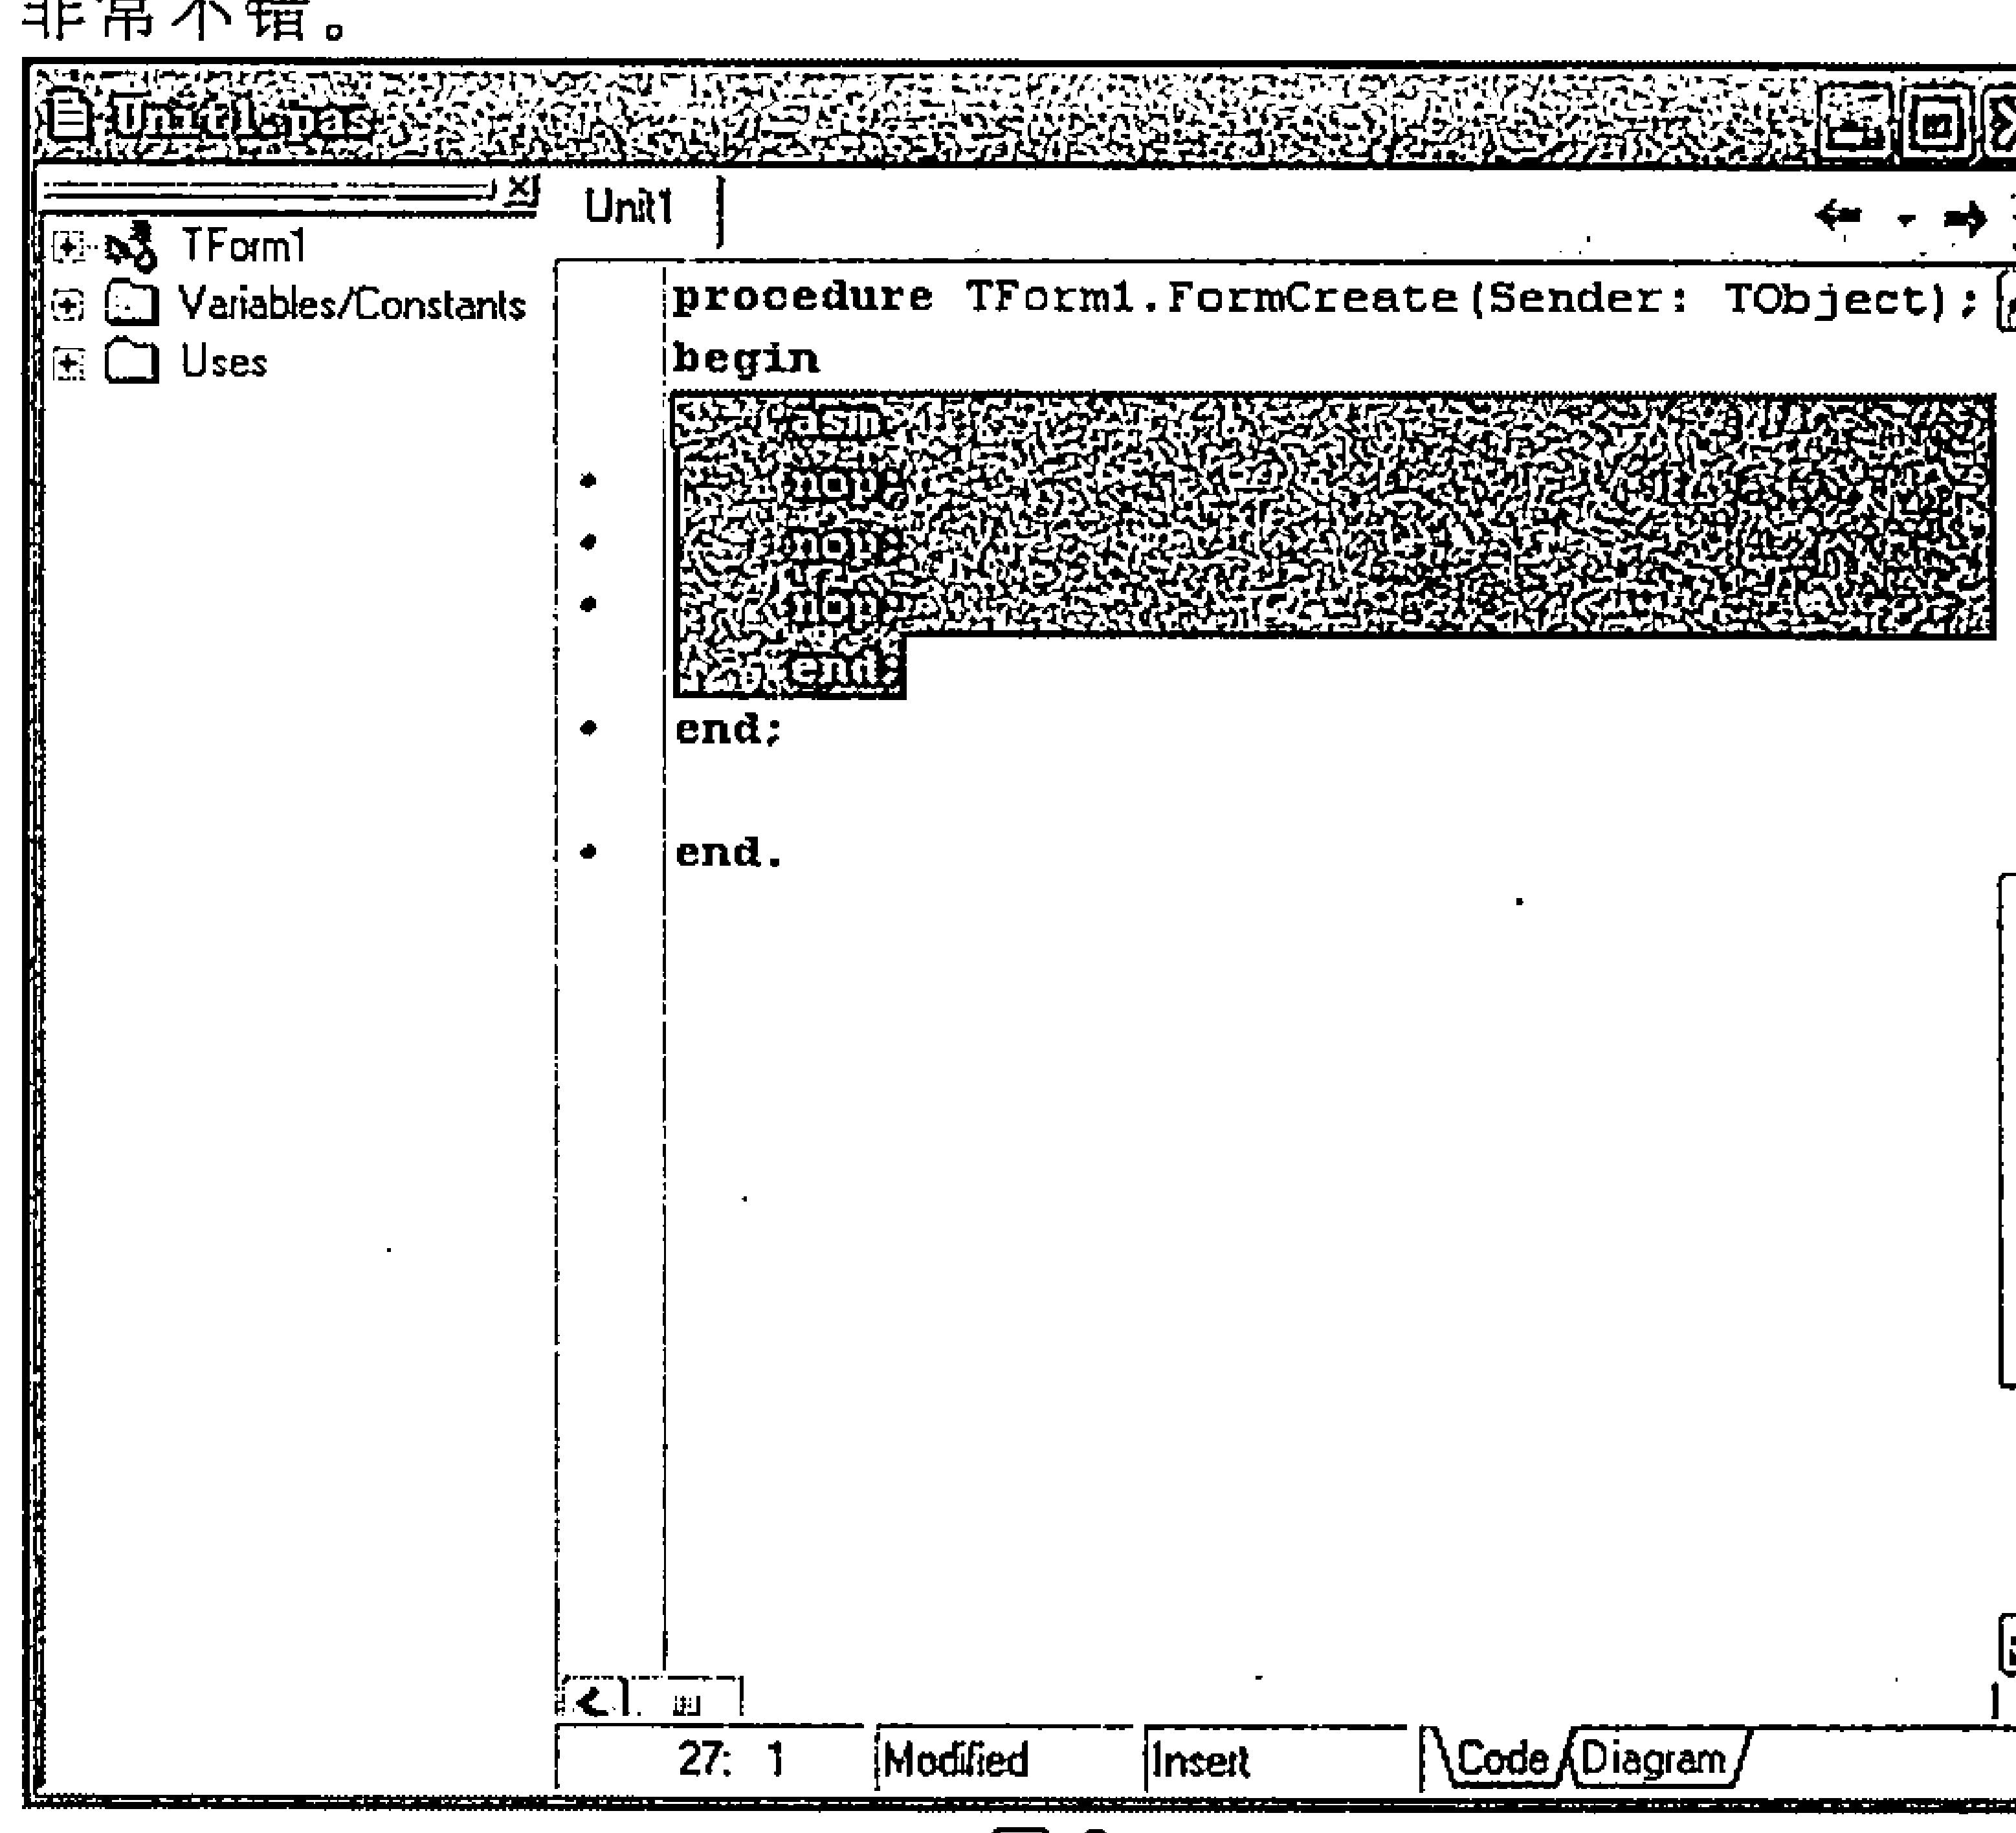 非常不错。
Unit1.pas
Unit1
TForm1
Variables/Constants
Uses
procedure TForm1.FormCreate(Sender: TObject);
begin
asm
nop;
nop;
nop;
end;
end;
end.
27: 1
Modified
Insert
Code
Diagram